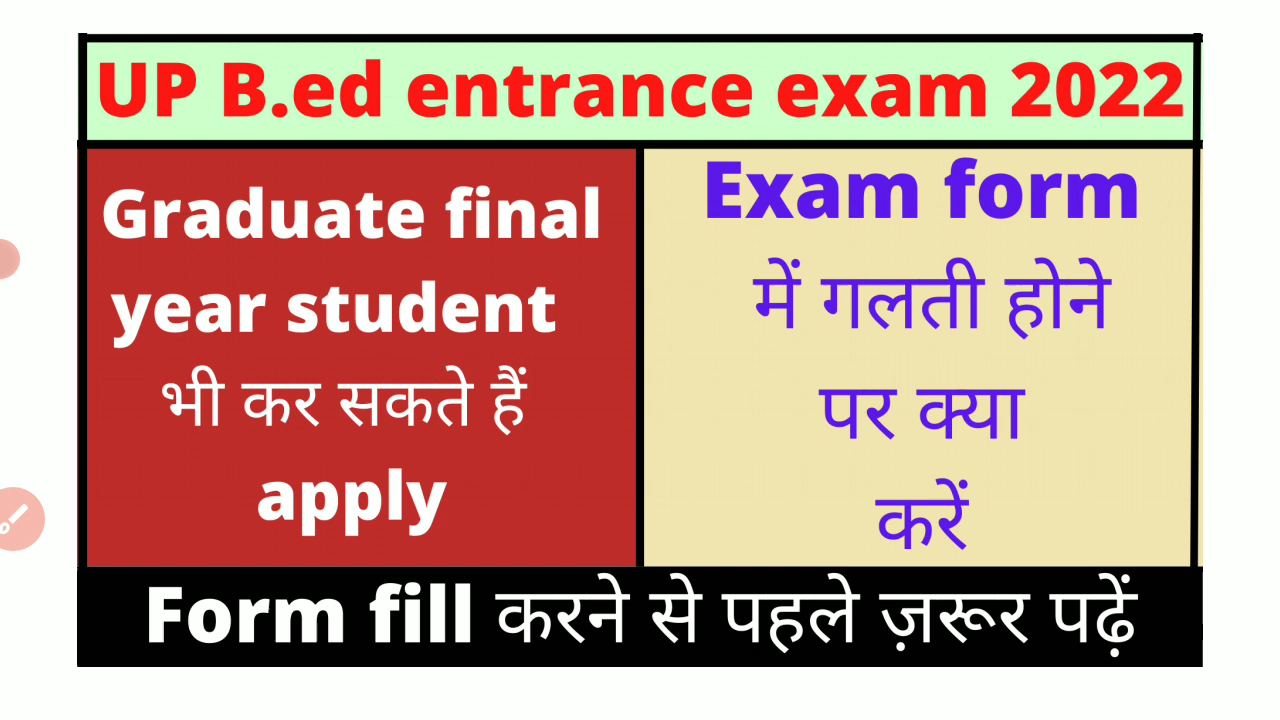 UP B.ed entrance exam 2022
Graduate final
year student
भी कर सकते हैं
apply
Exam form
में गलती होने
पर क्या
करें
Form fill करने से पहले ज़रूर पढ़ें